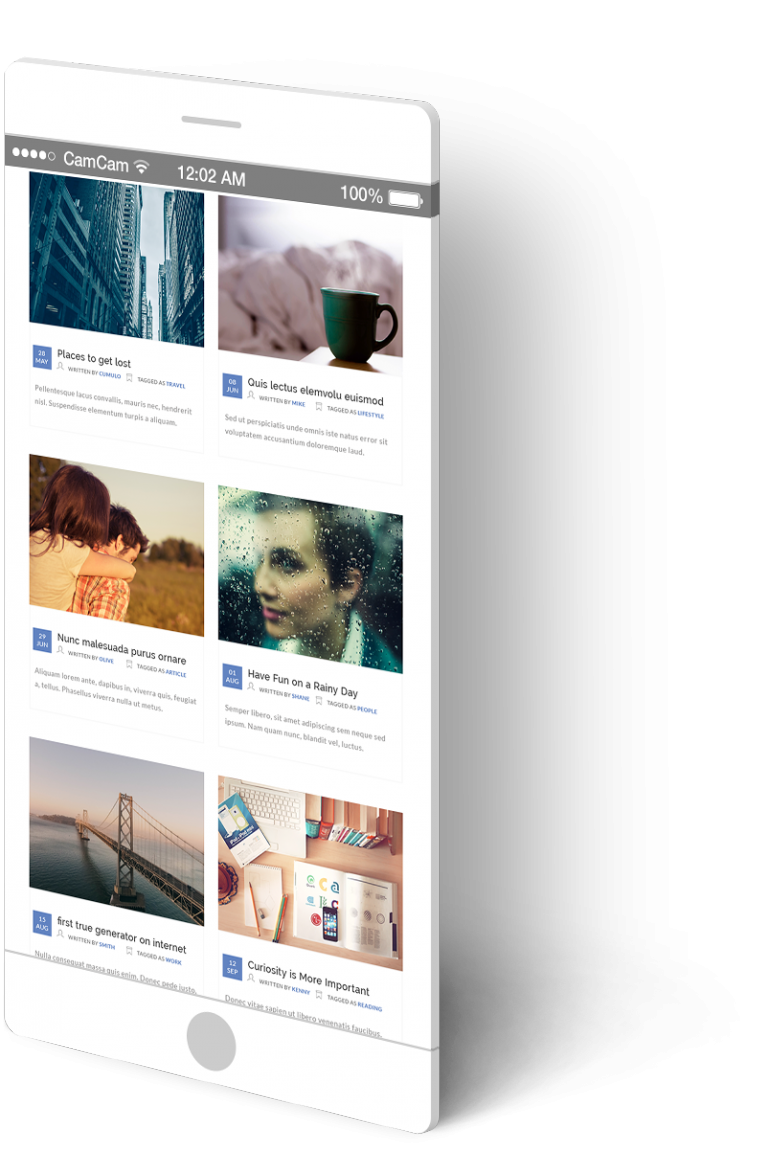 CamCam 12:02 AM 100%
28 MAY
Places to get lost
WRITTEN BY CUMULO TAGGED AS TRAVEL
Pellentesque lacus convallis, mauris nec, hendrerit
nisl. Suspendisse elementum turpis a aliquam.
08 JUN
Quis lectus elemvolu euismod
WRITTEN BY MIKE TAGGED AS LIFESTYLE
Sed ut perspiciatis unde omnis iste natus error sit
voluptatem accusantium doloremque laud.
29 JUN
Nunc malesuada purus ornare
WRITTEN BY OLIVE TAGGED AS ARTICLE
Aliquam lorem ante, dapibus in, viverra quis, feugiat
a, tellus. Phasellus viverra nulla ut metus.
01 AUG
Have Fun on a Rainy Day
WRITTEN BY SHANE TAGGED AS PEOPLE
Semper libero, sit amet adipiscing sem neque sed
ipsum. Nam quam nunc, blandit vel, luctus.
15 AUG
first true generator on internet
WRITTEN BY SMITH TAGGED AS WORK
Nulla consequat massa quis enim. Donec pede justo,
12 SEP
Curiosity is More Important
WRITTEN BY KENNY TAGGED AS READING
Donec vitae sapien ut libero venenatis faucibus.